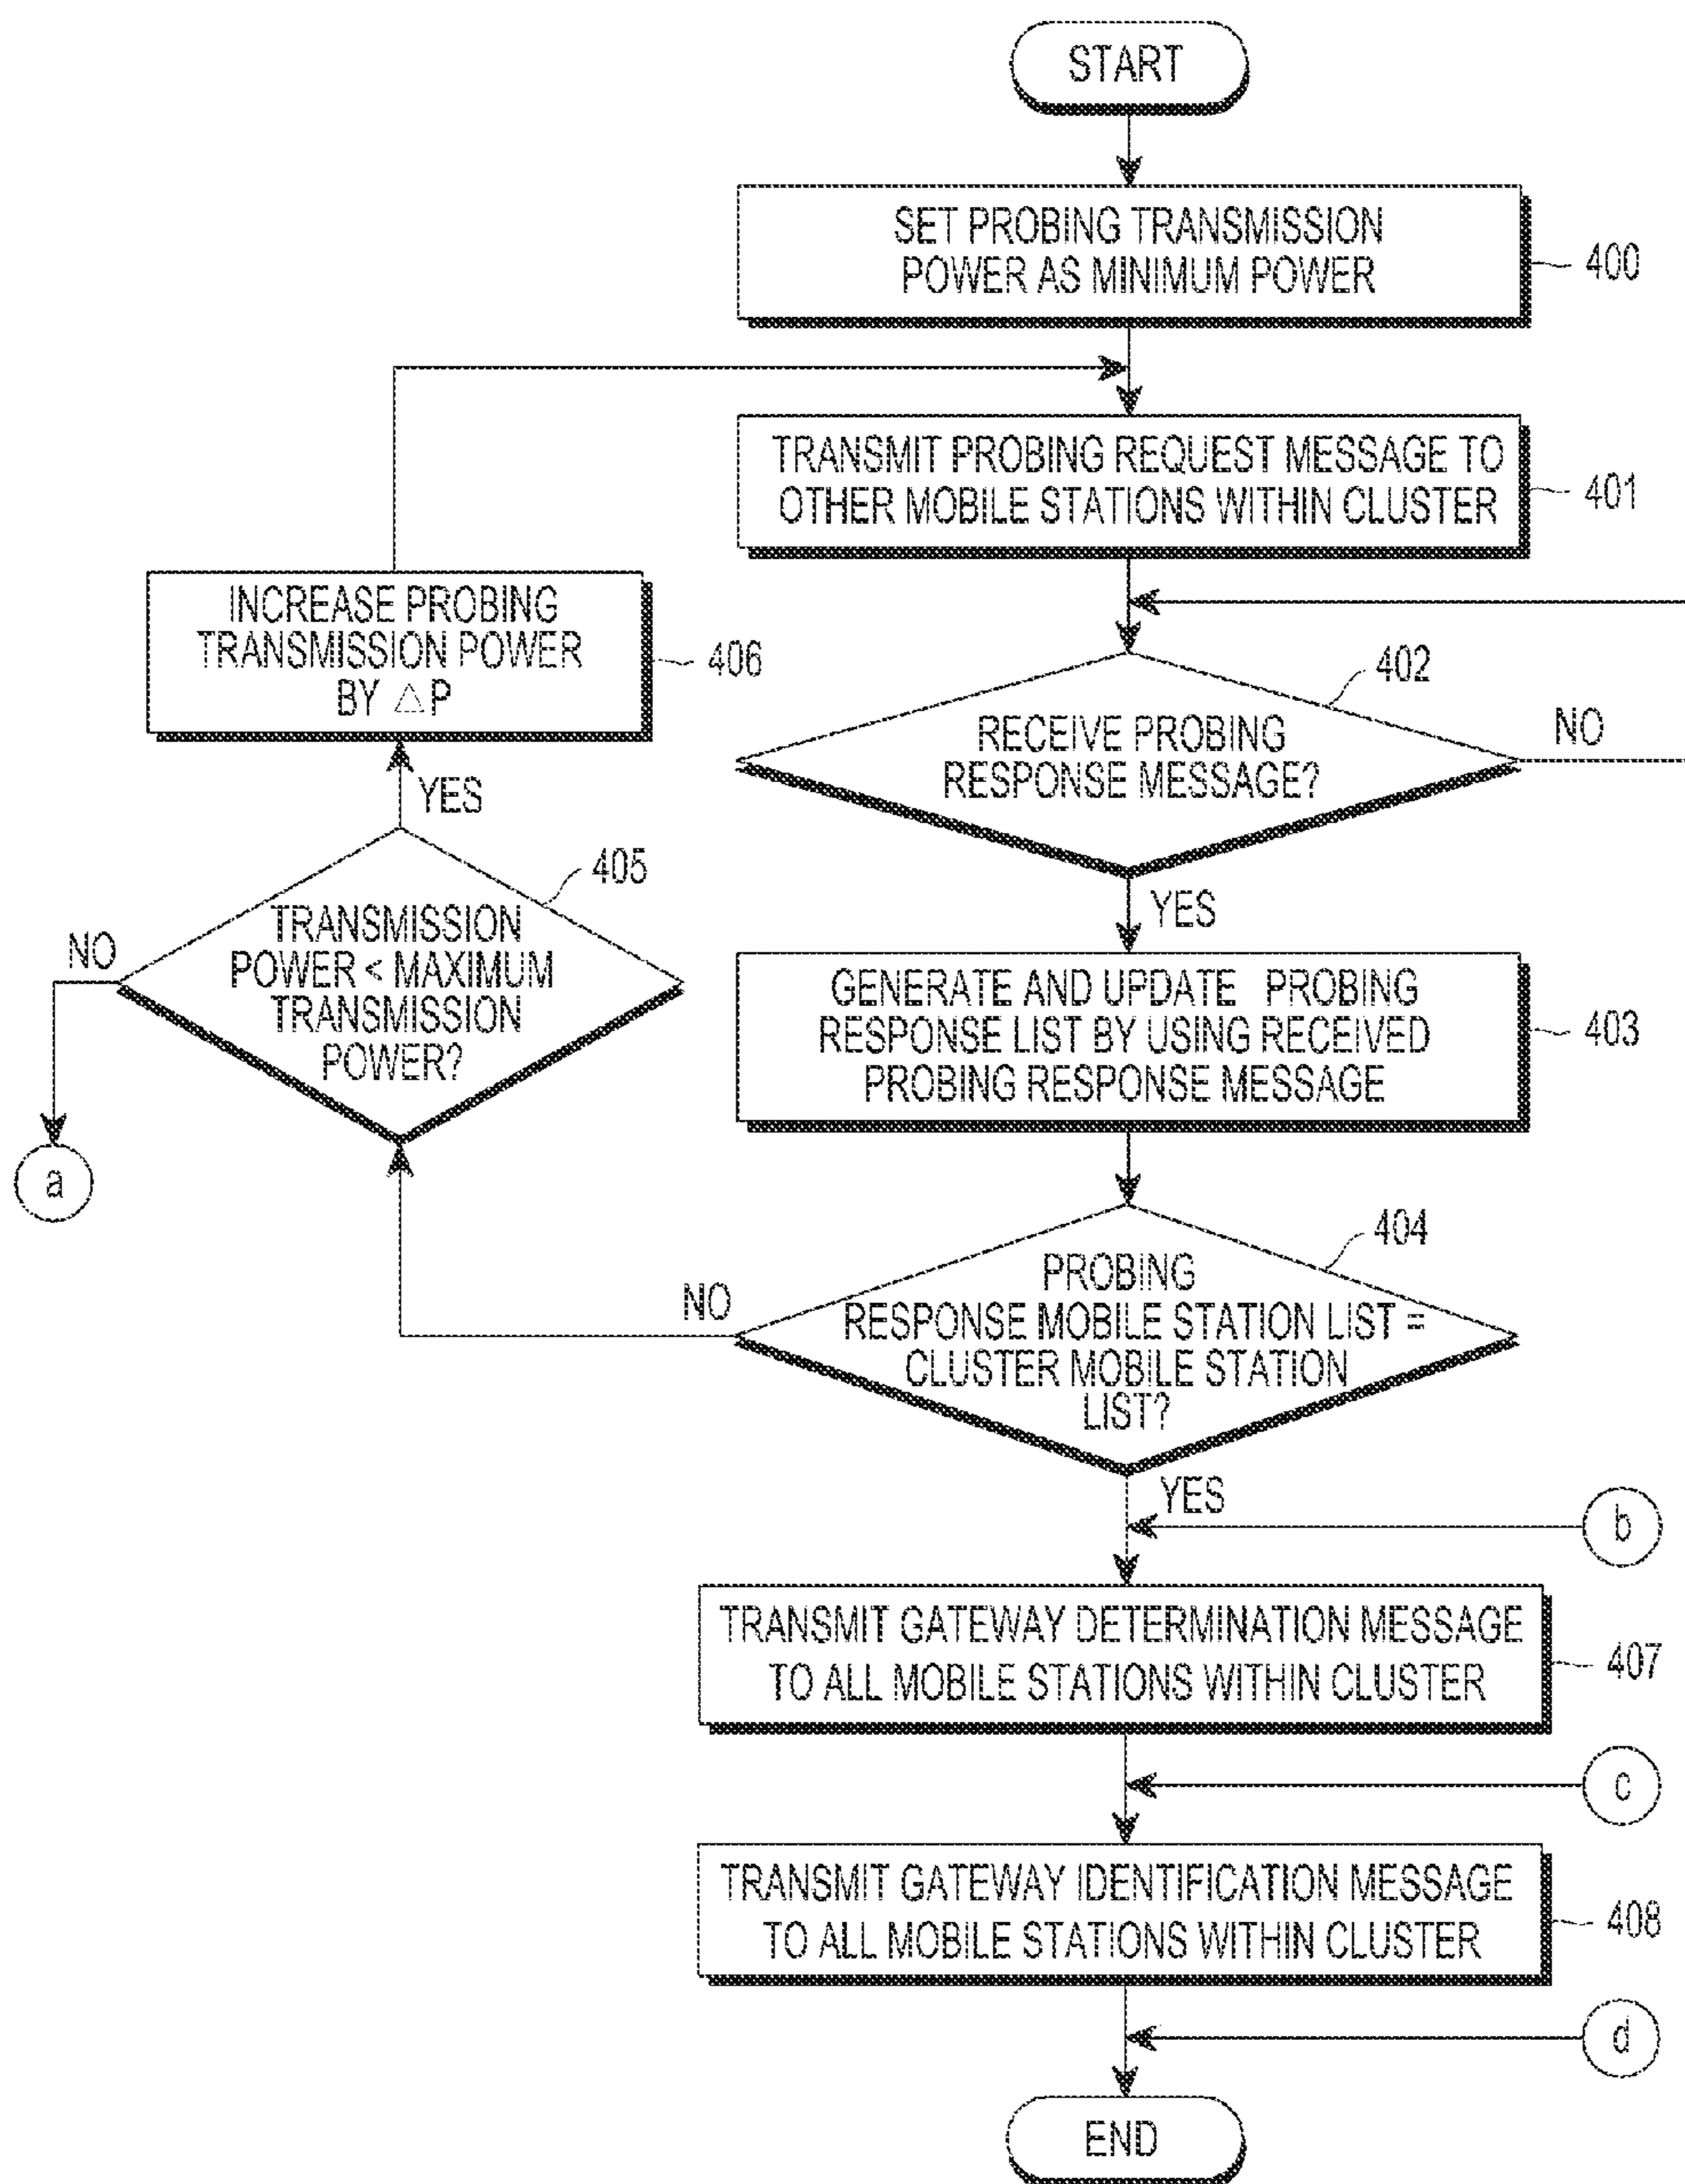 START
SET PROBING TRANSMISSION
POWER AS MINIMUM POWER
400
TRANSMIT PROBING REQUEST MESSAGE TO
OTHER MOBILE STATIONS WITHIN CLUSTER
401
INCREASE PROBING
TRANSMISSION POWER
BY △P
406
402
RECEIVE PROBING
RESPONSE MESSAGE?
NO
YES
YES
405
TRANSMISSION
POWER < MAXIMUM
TRANSMISSION
POWER?
NO
a
GENERATE AND UPDATE PROBING
RESPONSE LIST BY USING RECEIVED
PROBING RESPONSE MESSAGE
403
404
PROBING
RESPONSE MOBILE STATION LIST =
CLUSTER MOBILE STATION
LIST?
NO
YES
b
TRANSMIT GATEWAY DETERMINATION MESSAGE
TO ALL MOBILE STATIONS WITHIN CLUSTER
407
c
TRANSMIT GATEWAY IDENTIFICATION MESSAGE
TO ALL MOBILE STATIONS WITHIN CLUSTER
408
d
END